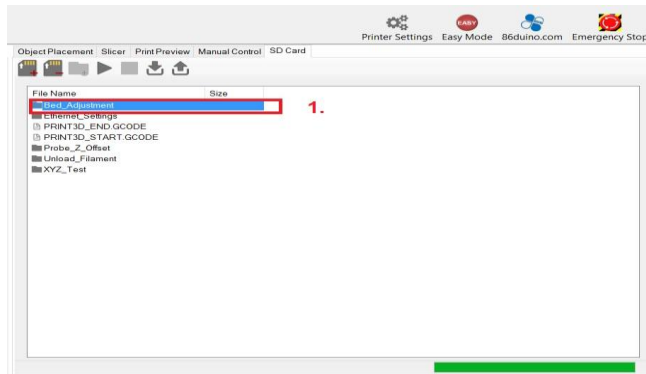 EASY
Printer Settings Easy Mode 86duino.com Emergency Stop
Object Placement Slicer Print Preview Manual Control SD Card
File Name Size
Bed_Adjustment 1.
Ethernet_Settings
PRINT3D_END.GCODE
PRINT3D_START.GCODE
Probe_Z_Offset
Unload_Filament
XYZ_Test